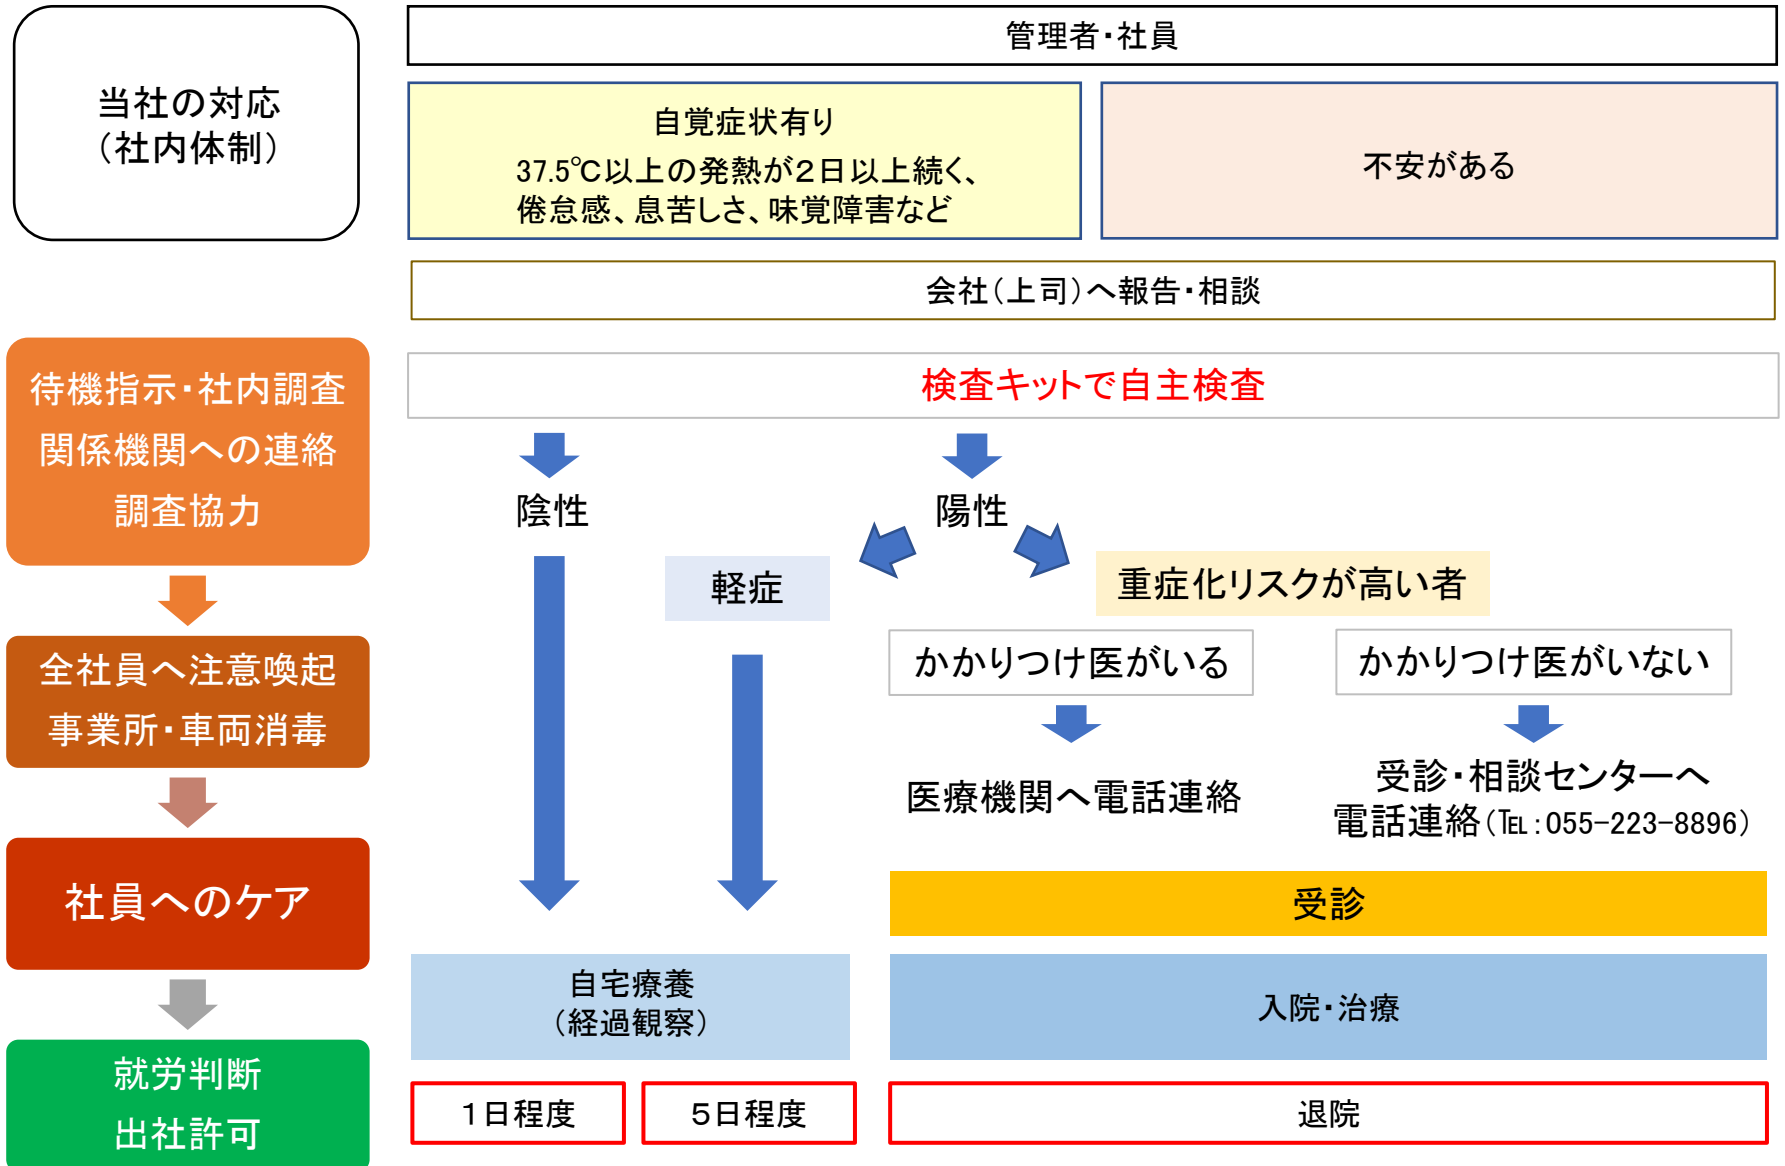 当社の対応
（社内体制）
管理者・社員
自覚症状有り
37.5℃以上の発熱が２日以上続く、
倦怠感、息苦しさ、味覚障害など
不安がある
会社（上司）へ報告・相談
待機指示・社内調査
関係機関への連絡
調査協力
検査キットで自主検査
陰性
陽性
軽症
重症化リスクが高い者
全社員へ注意喚起
事業所・車両消毒
かかりつけ医がいる
かかりつけ医がいない
医療機関へ電話連絡
受診・相談センターへ
電話連絡（℡：055-223-8896）
社員へのケア
受診
自宅療養
（経過観察）
入院・治療
就労判断
出社許可
１日程度
５日程度
退院